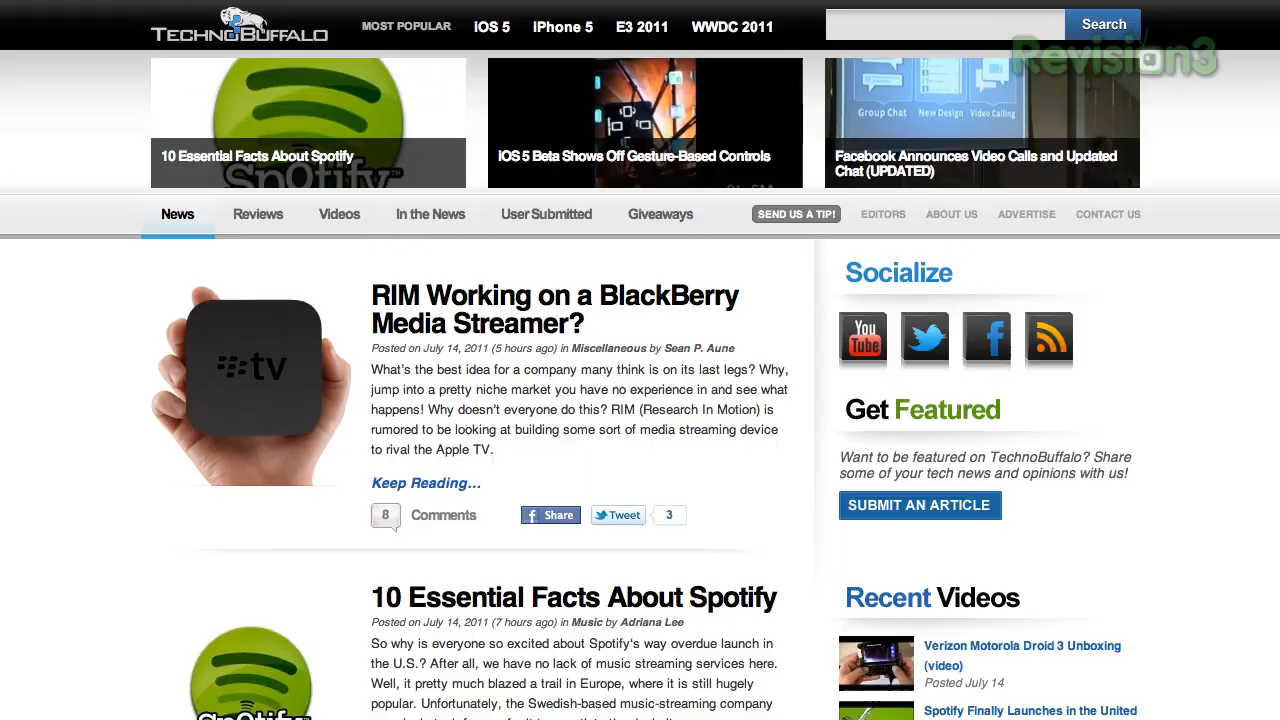 TECHNOBUFFALO
MOST POPULAR
iOS 5
iPhone 5
E3 2011
WWDC 2011
Search
Revision3
10 Essential Facts About Spotify
Spotify
iOS 5 Beta Shows Off Gesture-Based Controls
Group Chat
New Design
Video Calling
Facebook Announces Video Calls and Updated
Chat (UPDATED)
News
Reviews
Videos
In the News
User Submitted
Giveaways
SEND US A TIP!
EDITORS
ABOUT US
ADVERTISE
CONTACT US
tv
RIM Working on a BlackBerry
Media Streamer?
Posted on July 14, 2011 (5 hours ago) in Miscellaneous by Sean P. Aune
What's the best idea for a company many think is on its last legs? Why,
jump into a pretty niche market you have no experience in and see what
happens! Why doesn't everyone do this? RIM (Research In Motion) is
rumored to be looking at building some sort of media streaming device
to rival the Apple TV.
Keep Reading...
8
Comments
Share
Tweet
3
10 Essential Facts About Spotify
Posted on July 14, 2011 (7 hours ago) in Music by Adriana Lee
So why is everyone so excited about Spotify's way overdue launch in
the U.S.? After all, we have no lack of music streaming services here.
Well, it pretty much blazed a trail in Europe, where it is still hugely
popular. Unfortunately, the Swedish-based music-streaming company
Spotify
Socialize
You
Tube
Get Featured
Want to be featured on TechnoBuffalo? Share
some of your tech news and opinions with us!
SUBMIT AN ARTICLE
Recent Videos
Verizon Motorola Droid 3 Unboxing
(video)
Posted July 14
Spotify Finally Launches in the United